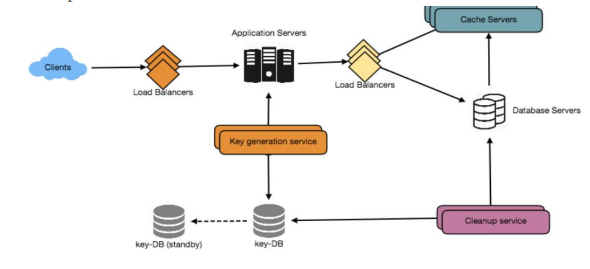 Cache Servers
Application Servers
Clients
Load Balancers
Load Balancers
Database Servers
Key generation service
Cleanup service
key-DB (standby)
key-DB